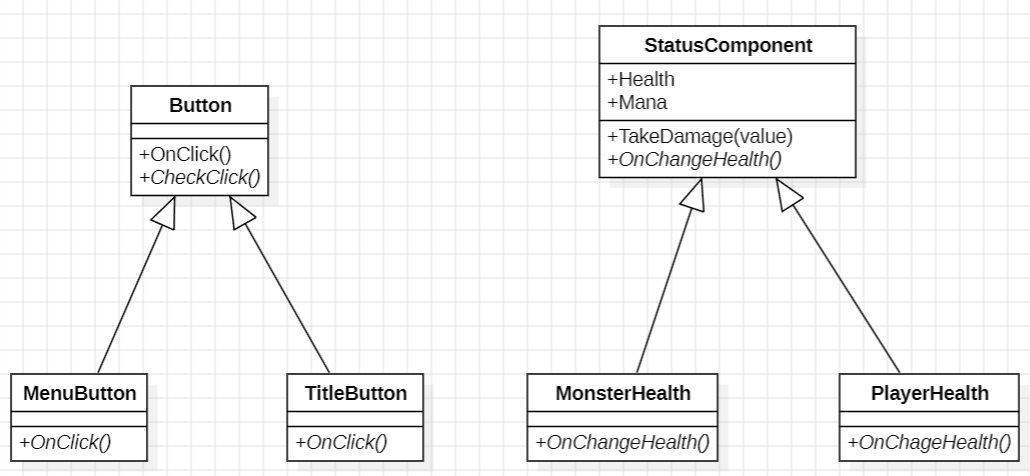 Button
+OnClick()
+CheckClick()
MenuButton
+OnClick()
TitleButton
+OnClick()
StatusComponent
+Health
+Mana
+TakeDamage(value)
+OnChangeHealth()
MonsterHealth
+OnChangeHealth()
PlayerHealth
+OnChageHealth()